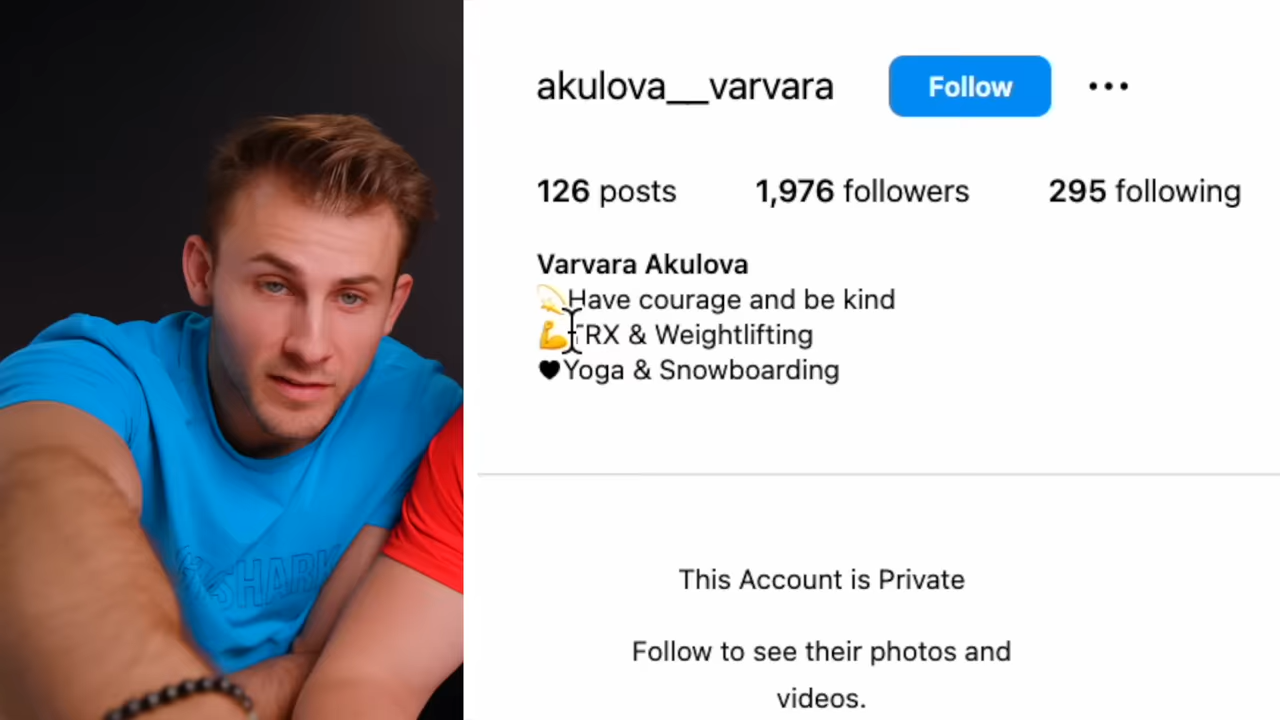 akulova__varvara Follow
126 posts 1,976 followers 295 following
Varvara Akulova
💫Have courage and be kind
💪TRX & Weightlifting
🖤Yoga & Snowboarding
This Account is Private
Follow to see their photos and
videos.